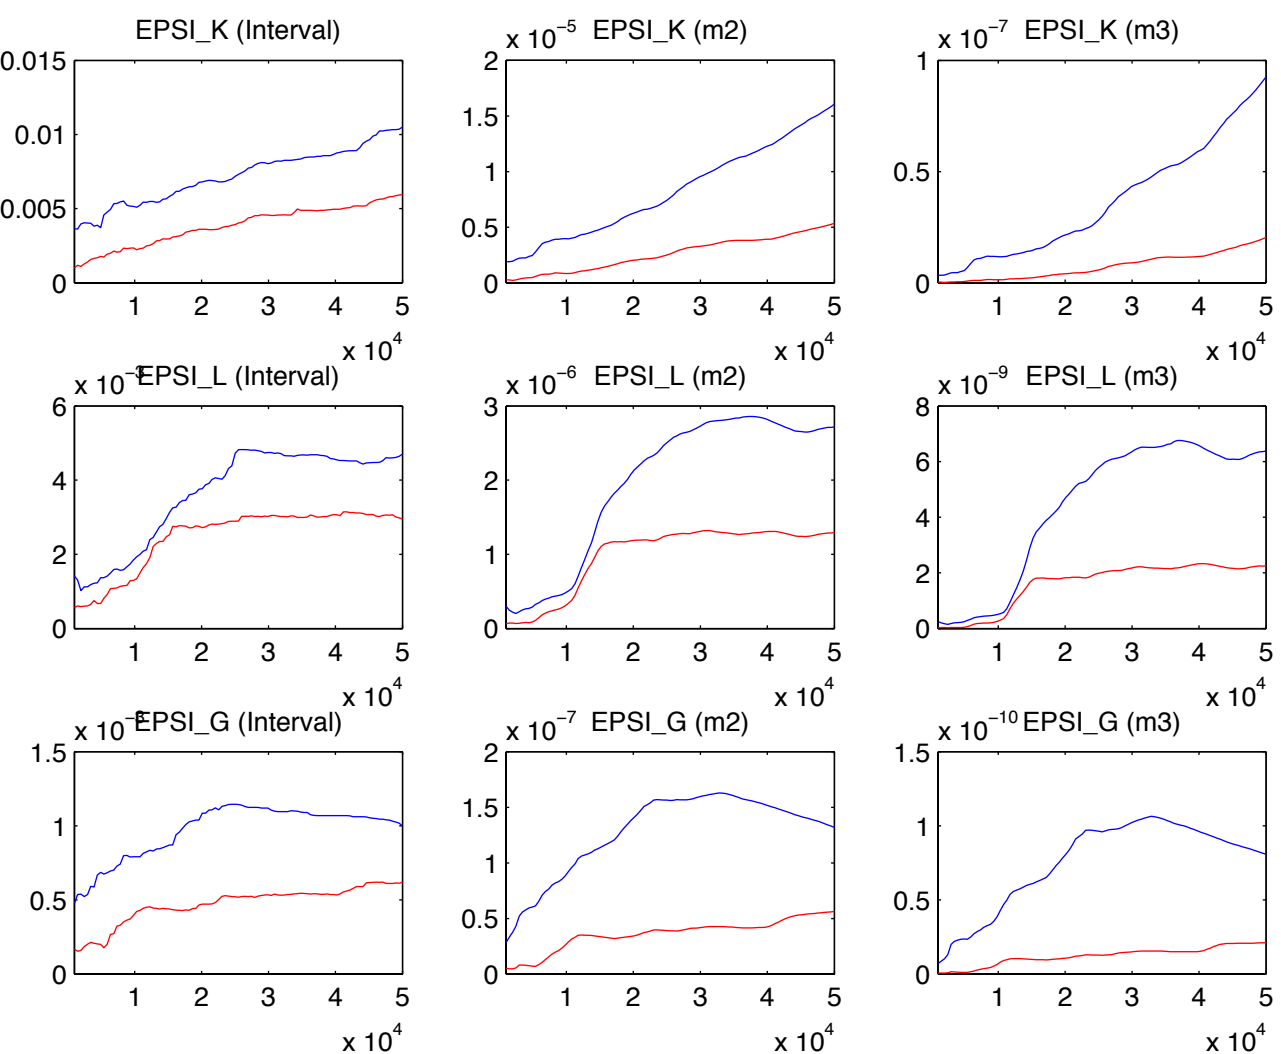 EPSI_K (Interval)
0.015
0.01
0.005
0
1 2 3 4 5
x 10^4
x 10^−5 EPSI_K (m2)
2
1.5
1
0.5
0
1 2 3 4 5
x 10^4
x 10^−7 EPSI_K (m3)
1
0.5
0
1 2 3 4 5
x 10^4
x 10^−3 EPSI_L (Interval)
6
4
2
0
1 2 3 4 5
x 10^4
x 10^−6 EPSI_L (m2)
3
2
1
0
1 2 3 4 5
x 10^4
x 10^−9 EPSI_L (m3)
8
6
4
2
0
1 2 3 4 5
x 10^4
x 10^− EPSI_G (Interval)
1.5
1
0.5
0
1 2 3 4 5
x 10^4
x 10^−7 EPSI_G (m2)
2
1.5
1
0.5
0
1 2 3 4 5
x 10^4
x 10^−10 EPSI_G (m3)
1.5
1
0.5
0
1 2 3 4 5
x 10^4